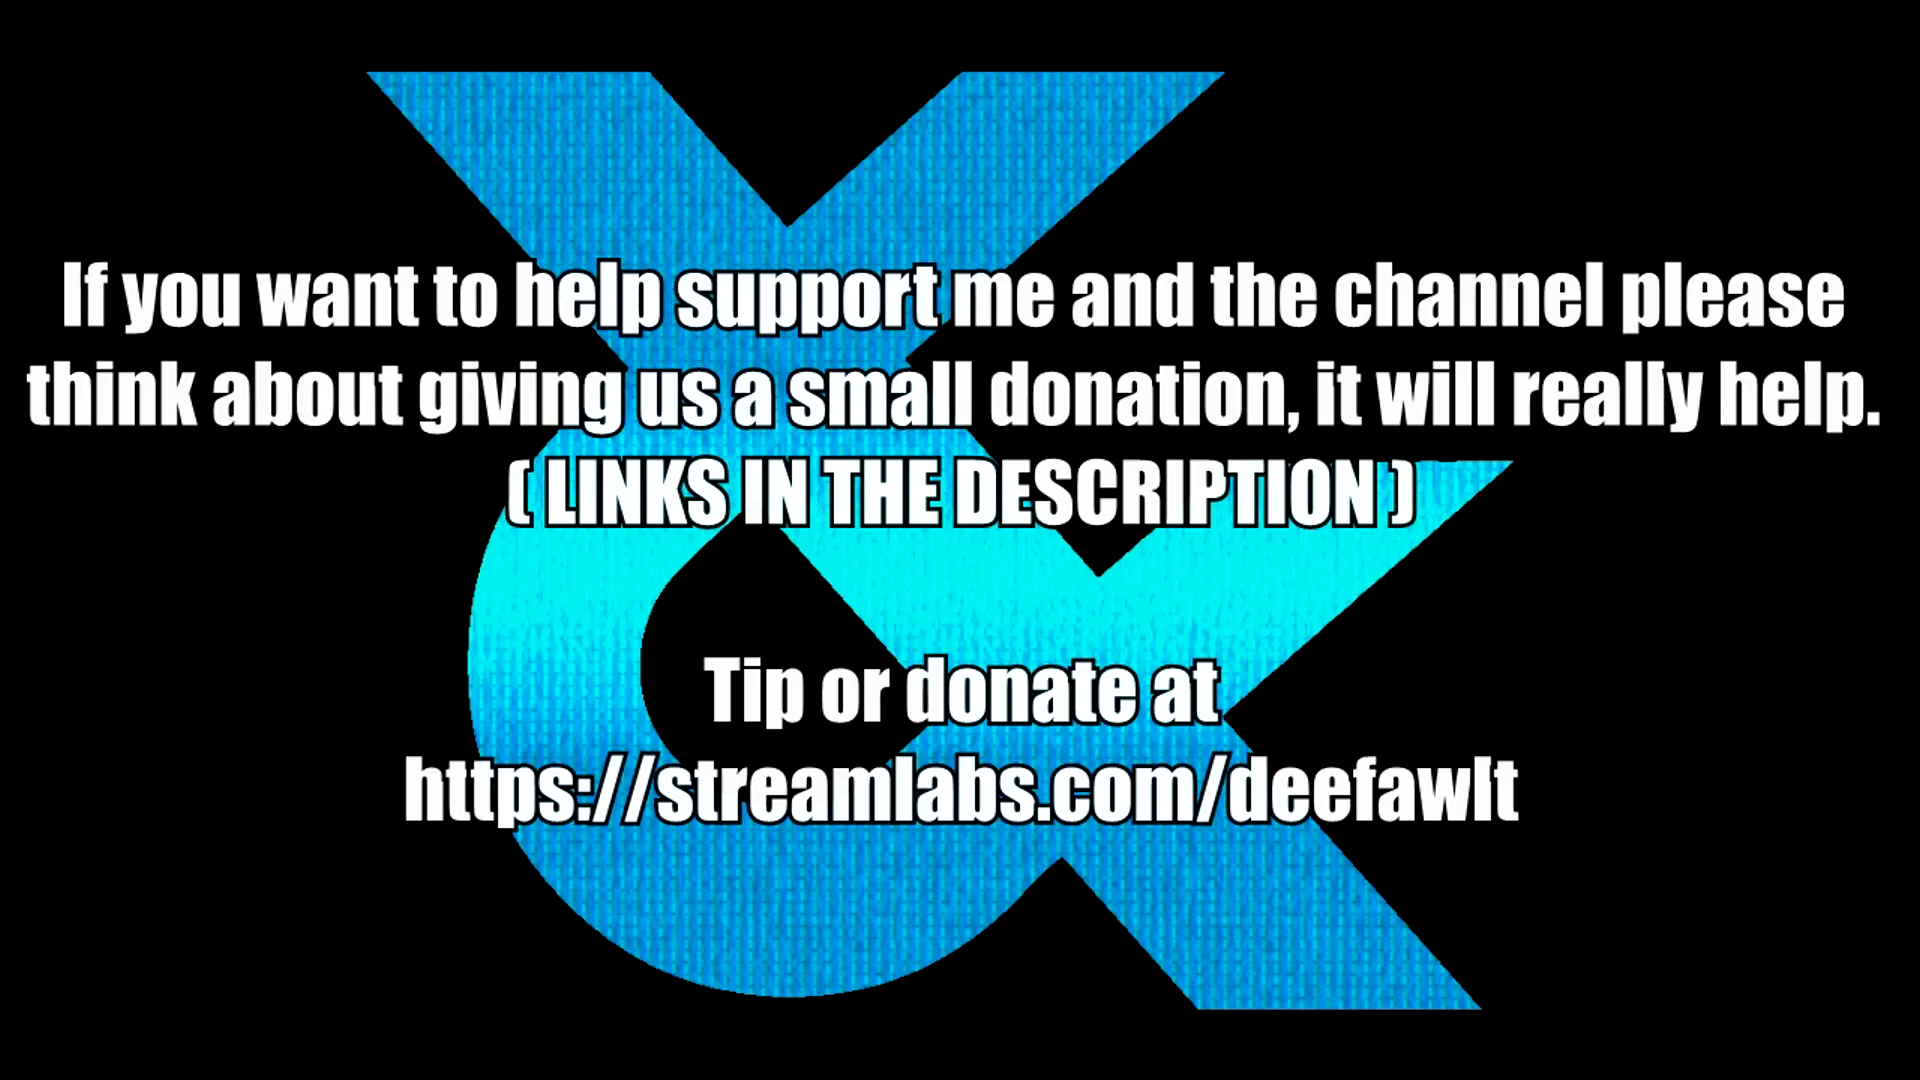 If you want to help support me and the channel please
think about giving us a small donation, it will really help.
( LINKS IN THE DESCRIPTION )
Tip or donate at
https://streamlabs.com/deefawlt